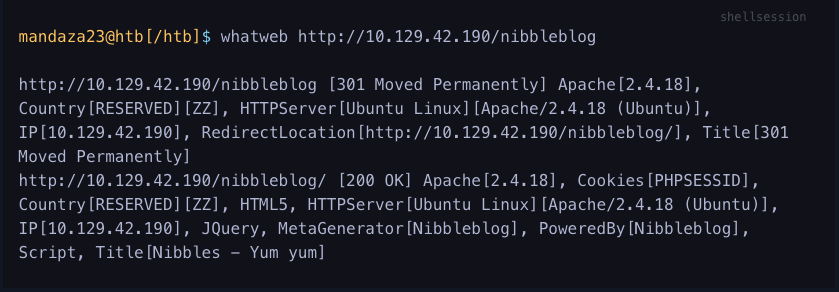 shellsession
mandaza23@htb[/htb]$ whatweb http://10.129.42.190/nibbleblog
http://10.129.42.190/nibbleblog [301 Moved Permanently] Apache[2.4.18],
Country[RESERVED][ZZ], HTTPServer[Ubuntu Linux][Apache/2.4.18 (Ubuntu)],
IP[10.129.42.190], RedirectLocation[http://10.129.42.190/nibbleblog/], Title[301
Moved Permanently]
http://10.129.42.190/nibbleblog/ [200 OK] Apache[2.4.18], Cookies[PHPSESSID],
Country[RESERVED][ZZ], HTML5, HTTPServer[Ubuntu Linux][Apache/2.4.18 (Ubuntu)],
IP[10.129.42.190], JQuery, MetaGenerator[Nibbleblog], PoweredBy[Nibbleblog],
Script, Title[Nibbles – Yum yum]